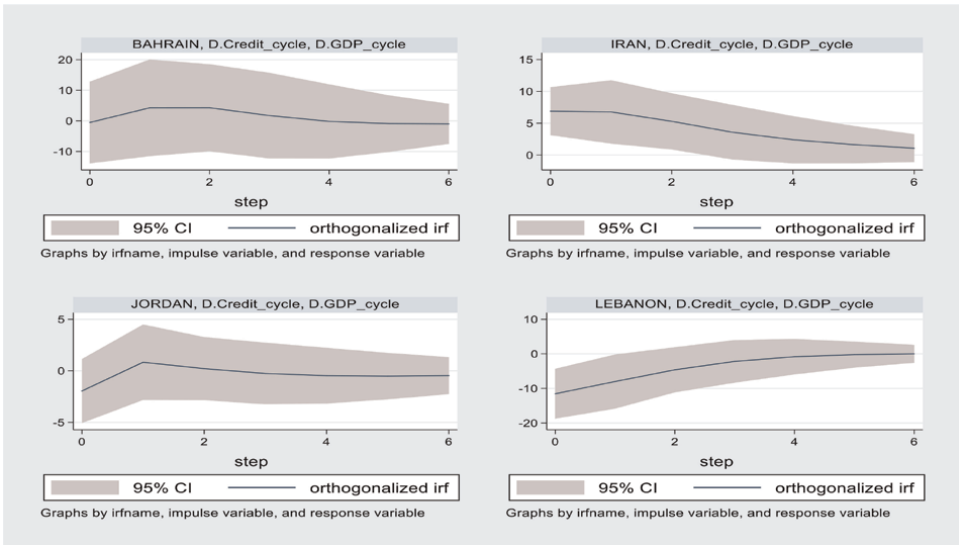 BAHRAIN, D.Credit_cycle, D.GDP_cycle
20
10
0
-10
0 2 4 6
step
95% CI orthogonalized irf
Graphs by irfname, impulse variable, and response variable
IRAN, D.Credit_cycle, D.GDP_cycle
15
10
5
0
0 2 4 6
step
95% CI orthogonalized irf
Graphs by irfname, impulse variable, and response variable
JORDAN, D.Credit_cycle, D.GDP_cycle
5
0
-5
0 2 4 6
step
95% CI orthogonalized irf
Graphs by irfname, impulse variable, and response variable
LEBANON, D.Credit_cycle, D.GDP_cycle
10
0
-10
-20
0 2 4 6
step
95% CI orthogonalized irf
Graphs by irfname, impulse variable, and response variable